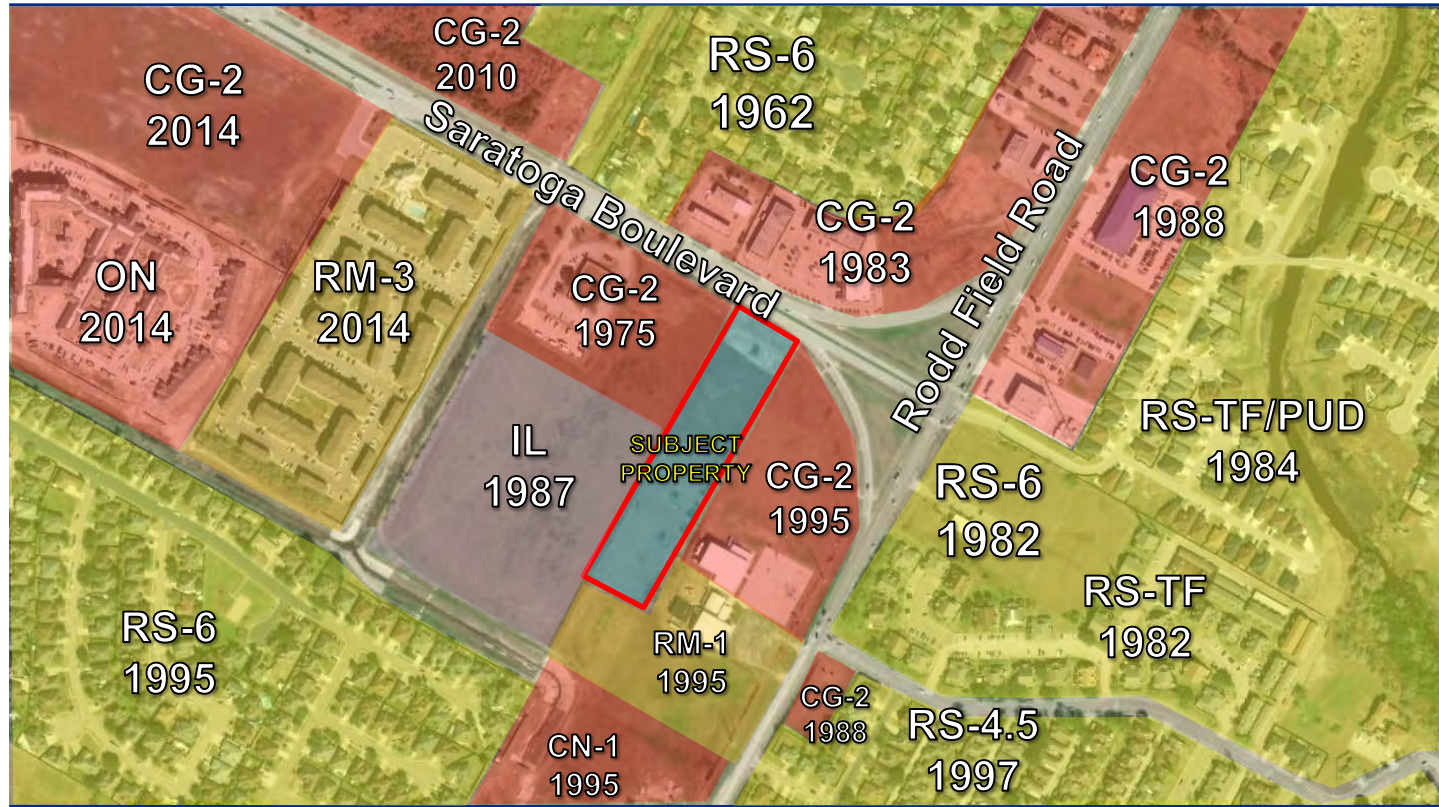 CG-2
2010
RS-6
1962
CG-2
2014
Saratoga Boulevard
CG-2
1988
CG-2
1983
Rodd Field Road
ON
2014
RM-3
2014
CG-2
1975
RS-TF/PUD
1984
IL
1987
SUBJECT
PROPERTY
CG-2
1995
RS-6
1982
RS-TF
1982
RS-6
1995
RM-1
1995
CG-2
1988
RS-4.5
1997
CN-1
1995